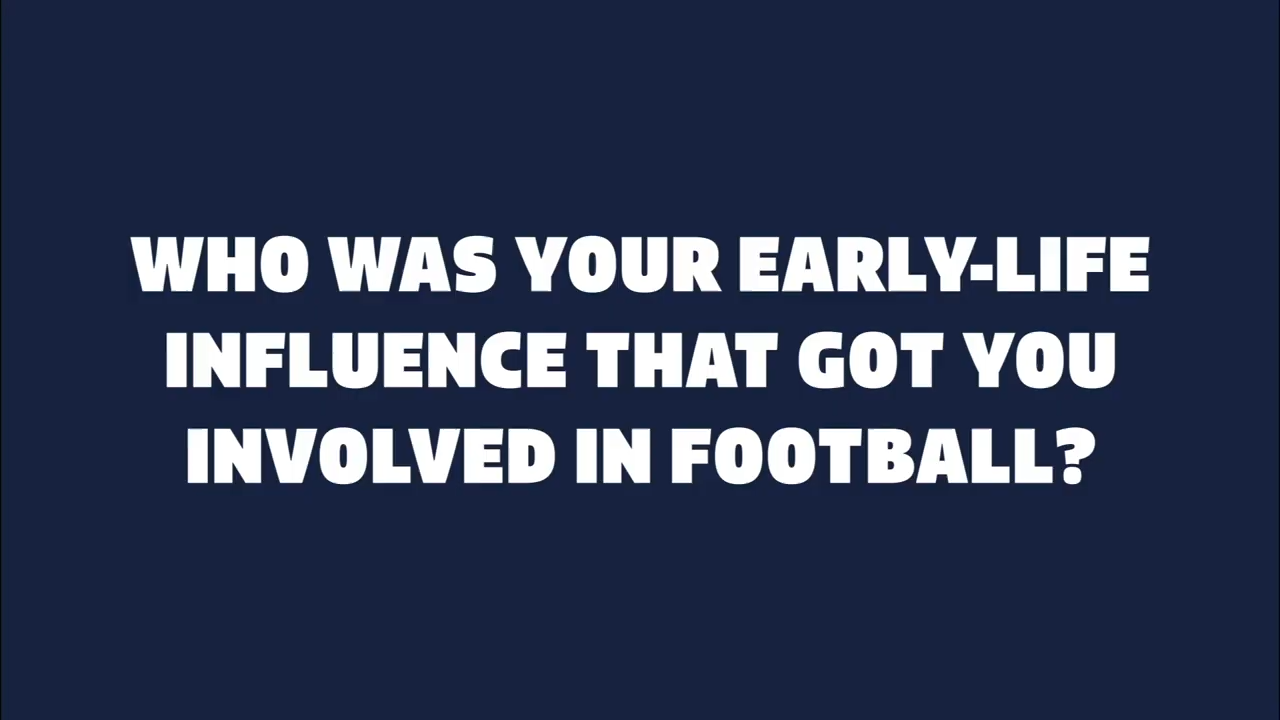 WHO WAS YOUR EARLY-LIFE
INFLUENCE THAT GOT YOU
INVOLVED IN FOOTBALL?